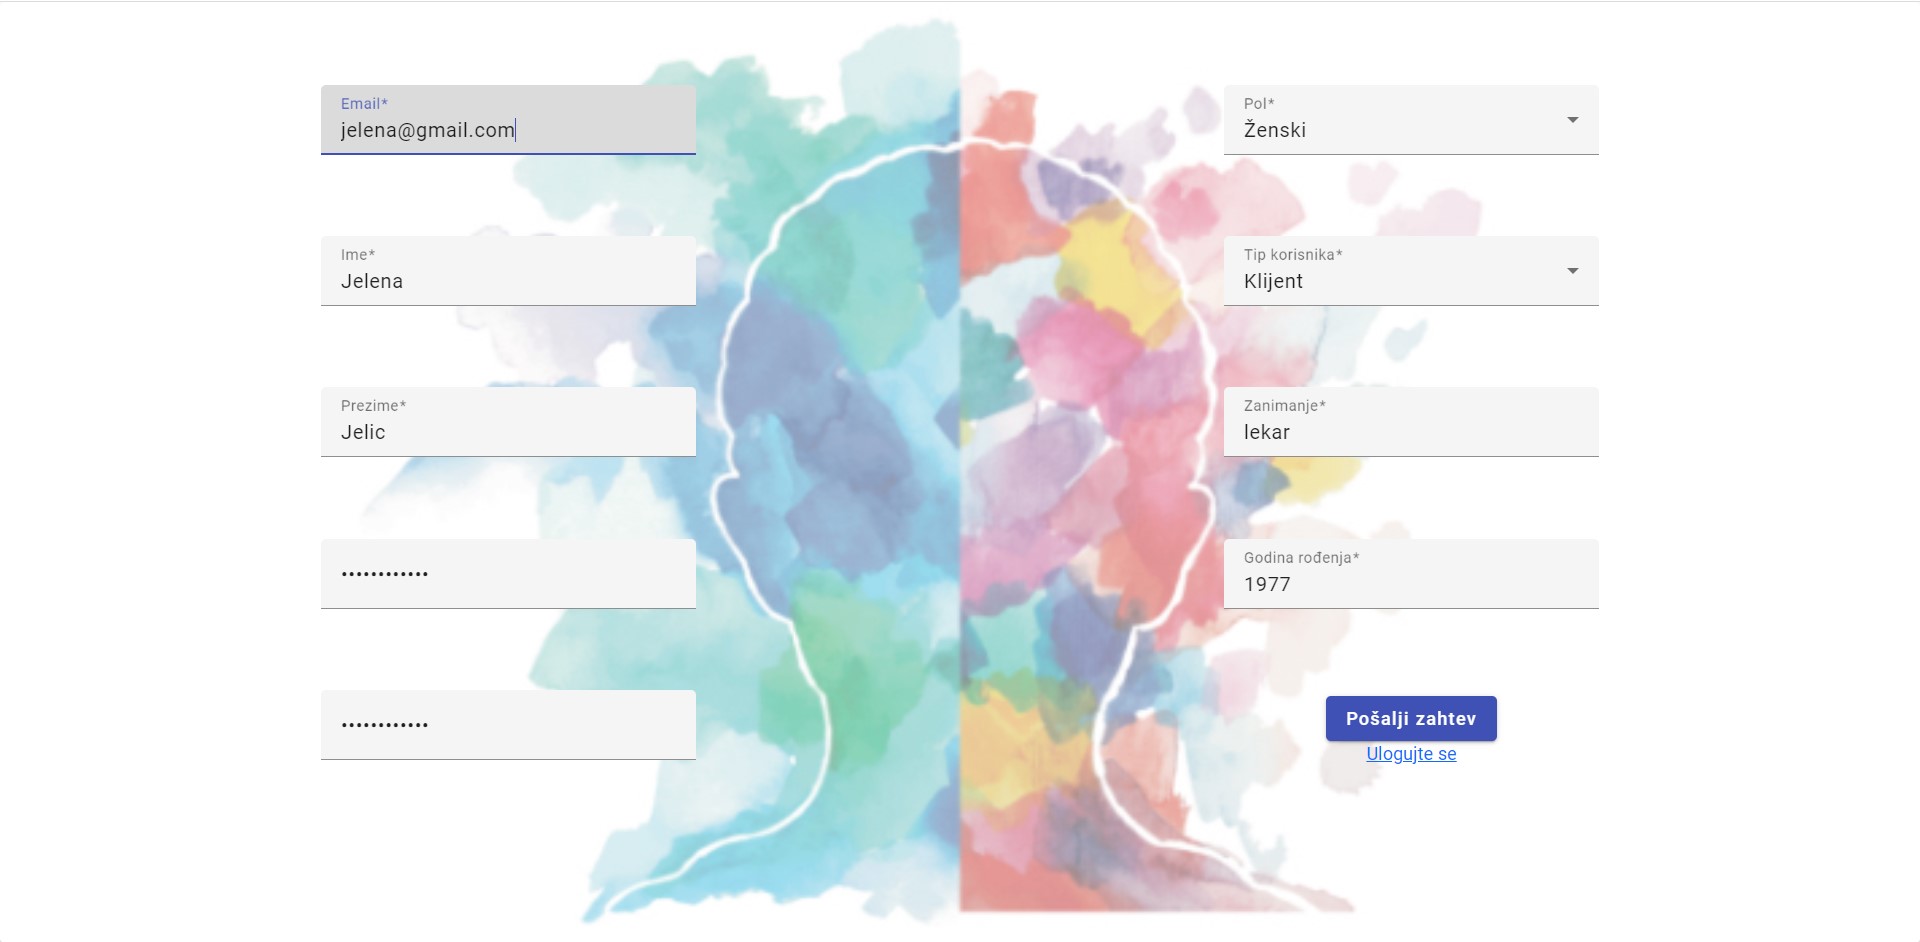 Email*
jelena@gmail.com
Ime*
Jelena
Prezime*
Jelic
••••••••••••
••••••••••••
Pol*
Ženski
Tip korisnika*
Klijent
Zanimanje*
lekar
Godina rođenja*
1977
Pošalji zahtev
Ulogujte se